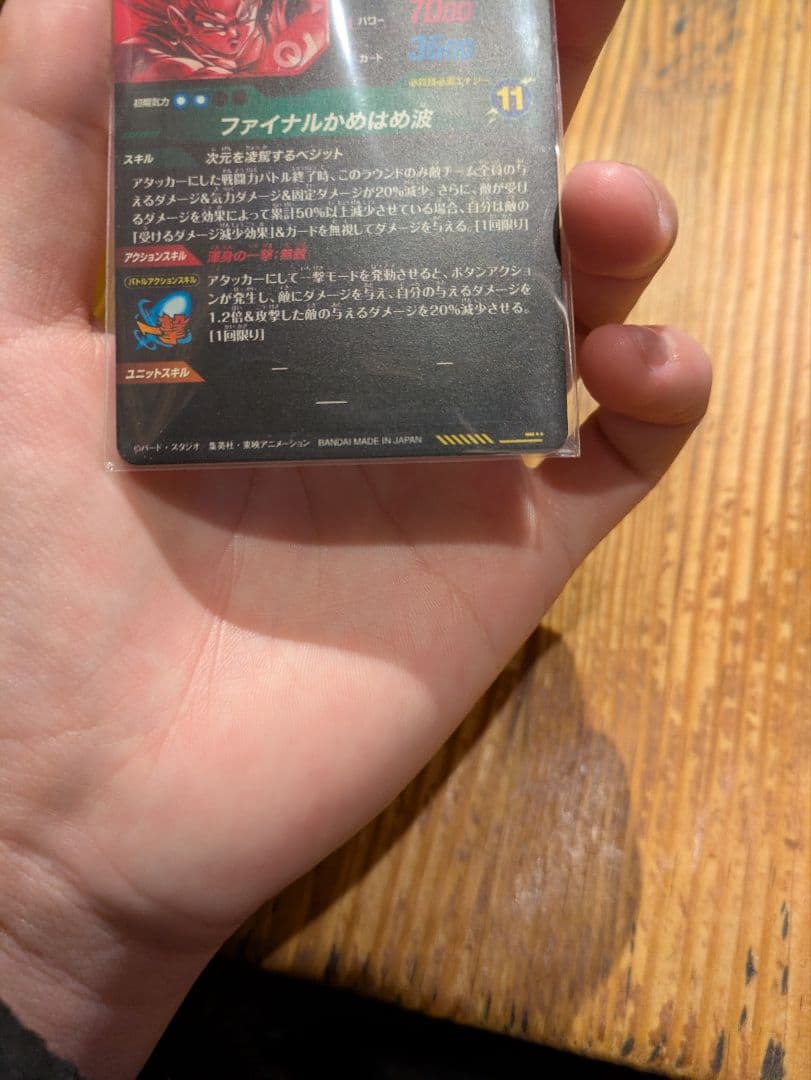 パワー 7000
ガード
必殺技必要エナジー
初期気力
11
ファイナルかめはめ波
スキル 次元を凌駕するベジット
アタッカーにした戦闘力バトル終了時、このラウンドのみ敵チーム全員の与
えるダメージ&気力ダメージ&固定ダメージが20%減少。さらに、敵が受け
るダメージを効果によって累計50%以上減少させている場合、自分は敵の
「受けるダメージ減少効果」&ガードを無視してダメージを与える。[1回限り]
アクションスキル 渾身の一撃:無敵
バトルアクションスキル
アタッカーにして一撃モードを発動させると、ボタンアクショ
ンが発生し、敵にダメージを与え、自分の与えるダメージを
1.2倍&攻撃した敵の与えるダメージを20%減少させる。
[1回限り]
一撃
ユニットスキル
©バード・スタジオ 集英社・東映アニメーション BANDAI MADE IN JAPAN